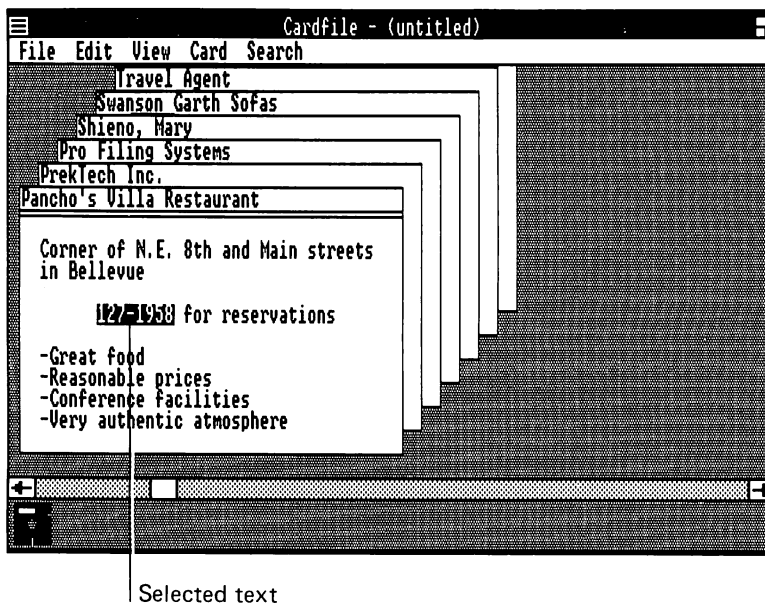 Cardfile - (untitled)
File Edit View Card Search
Travel Agent
Swanson Garth Sofas
Shieno, Mary
Pro Filing Systems
PrekTech Inc.
Pancho's Villa Restaurant
Corner of N.E. 8th and Main streets
in Bellevue
127-1958 for reservations
-Great food
-Reasonable prices
-Conference facilities
-Very authentic atmosphere
Selected text